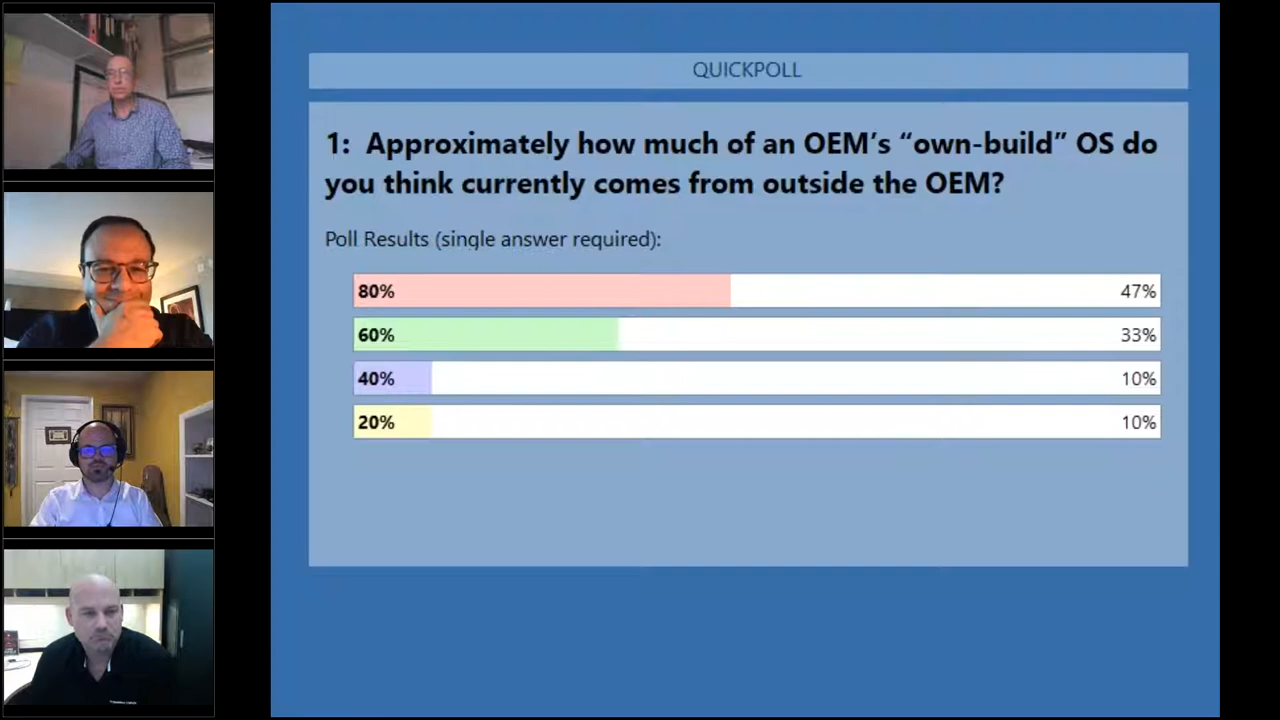 QUICKPOLL
1: Approximately how much of an OEM’s “own-build” OS do
you think currently comes from outside the OEM?
Poll Results (single answer required):
80% 47%
60% 33%
40% 10%
20% 10%